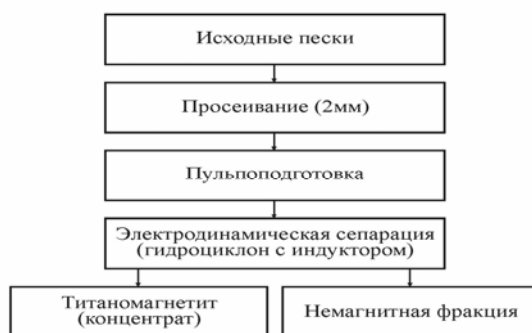 Исходные пески
Просеивание (2мм)
Пульпоподготовка
Электродинамическая сепарация
(гидроциклон с индуктором)
Титаномагнетит
(концентрат)
Немагнитная фракция